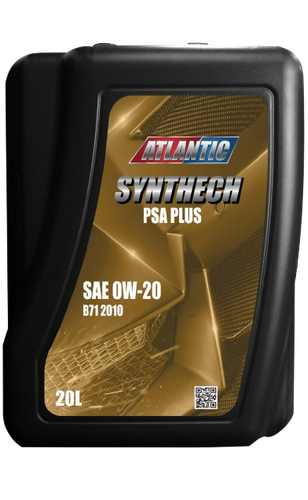 ATLANTIC
SYNTHECH
PSA PLUS
SAE 0W-20
B71 2010
20L